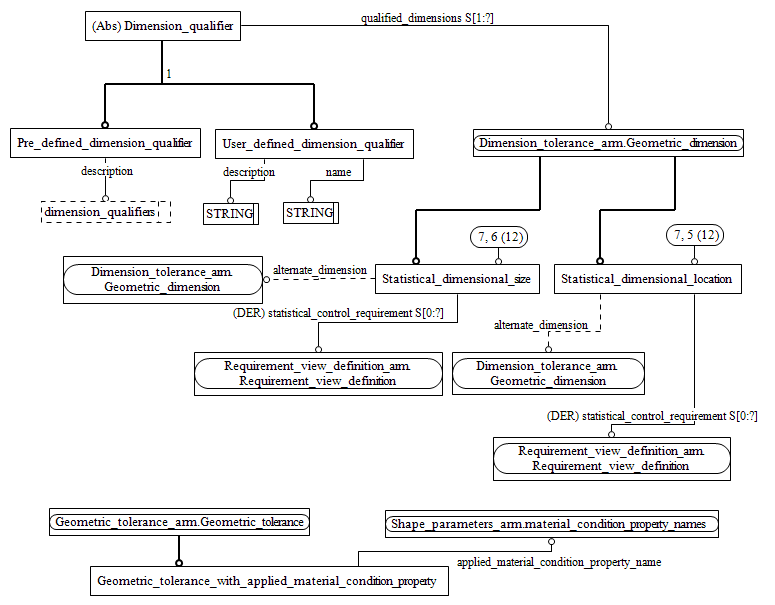 (Abs) Dimension_qualifier
qualified_dimensions S[1:?]
1
Pre_defined_dimension_qualifier
User_defined_dimension_qualifier
Dimension_tolerance_arm.Geometric_dimension
description
description
name
dimension_qualifiers
STRING
STRING
7, 6 (12)
7, 5 (12)
Dimension_tolerance_arm.
Geometric_dimension
alternate_dimension
Statistical_dimensional_size
Statistical_dimensional_location
(DER) statistical_control_requirement S[0:?]
alternate_dimension
Requirement_view_definition_arm.
Requirement_view_definition
Dimension_tolerance_arm.
Geometric_dimension
(DER) statistical_control_requirement S[0:?]
Requirement_view_definition_arm.
Requirement_view_definition
Geometric_tolerance_arm.Geometric_tolerance
Shape_parameters_arm.material_condition_property_names
applied_material_condition_property_name
Geometric_tolerance_with_applied_material_condition_property